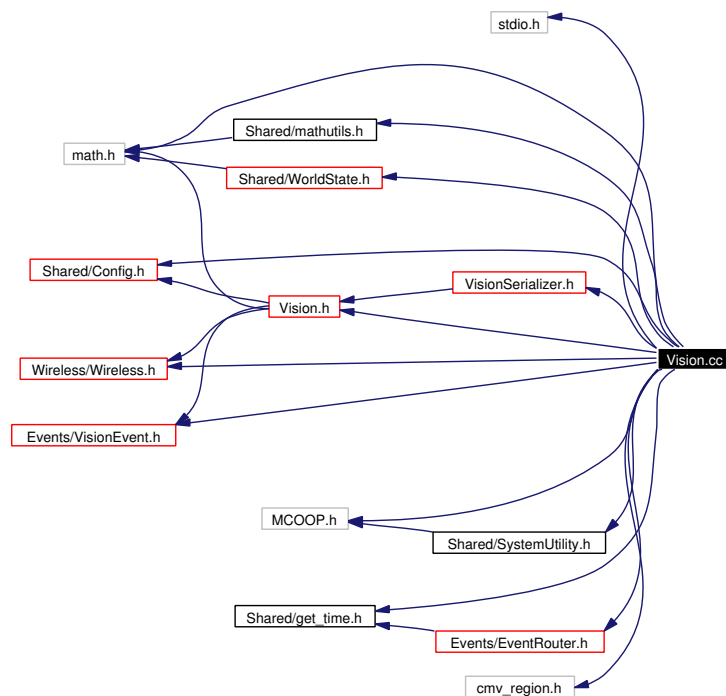 stdio.h
Shared/mathutils.h
math.h
Shared/WorldState.h
Shared/Config.h
VisionSerializer.h
Vision.h
Vision.cc
Wireless/Wireless.h
Events/VisionEvent.h
MCOOP.h
Shared/SystemUtility.h
Shared/get_time.h
Events/EventRouter.h
cmv_region.h